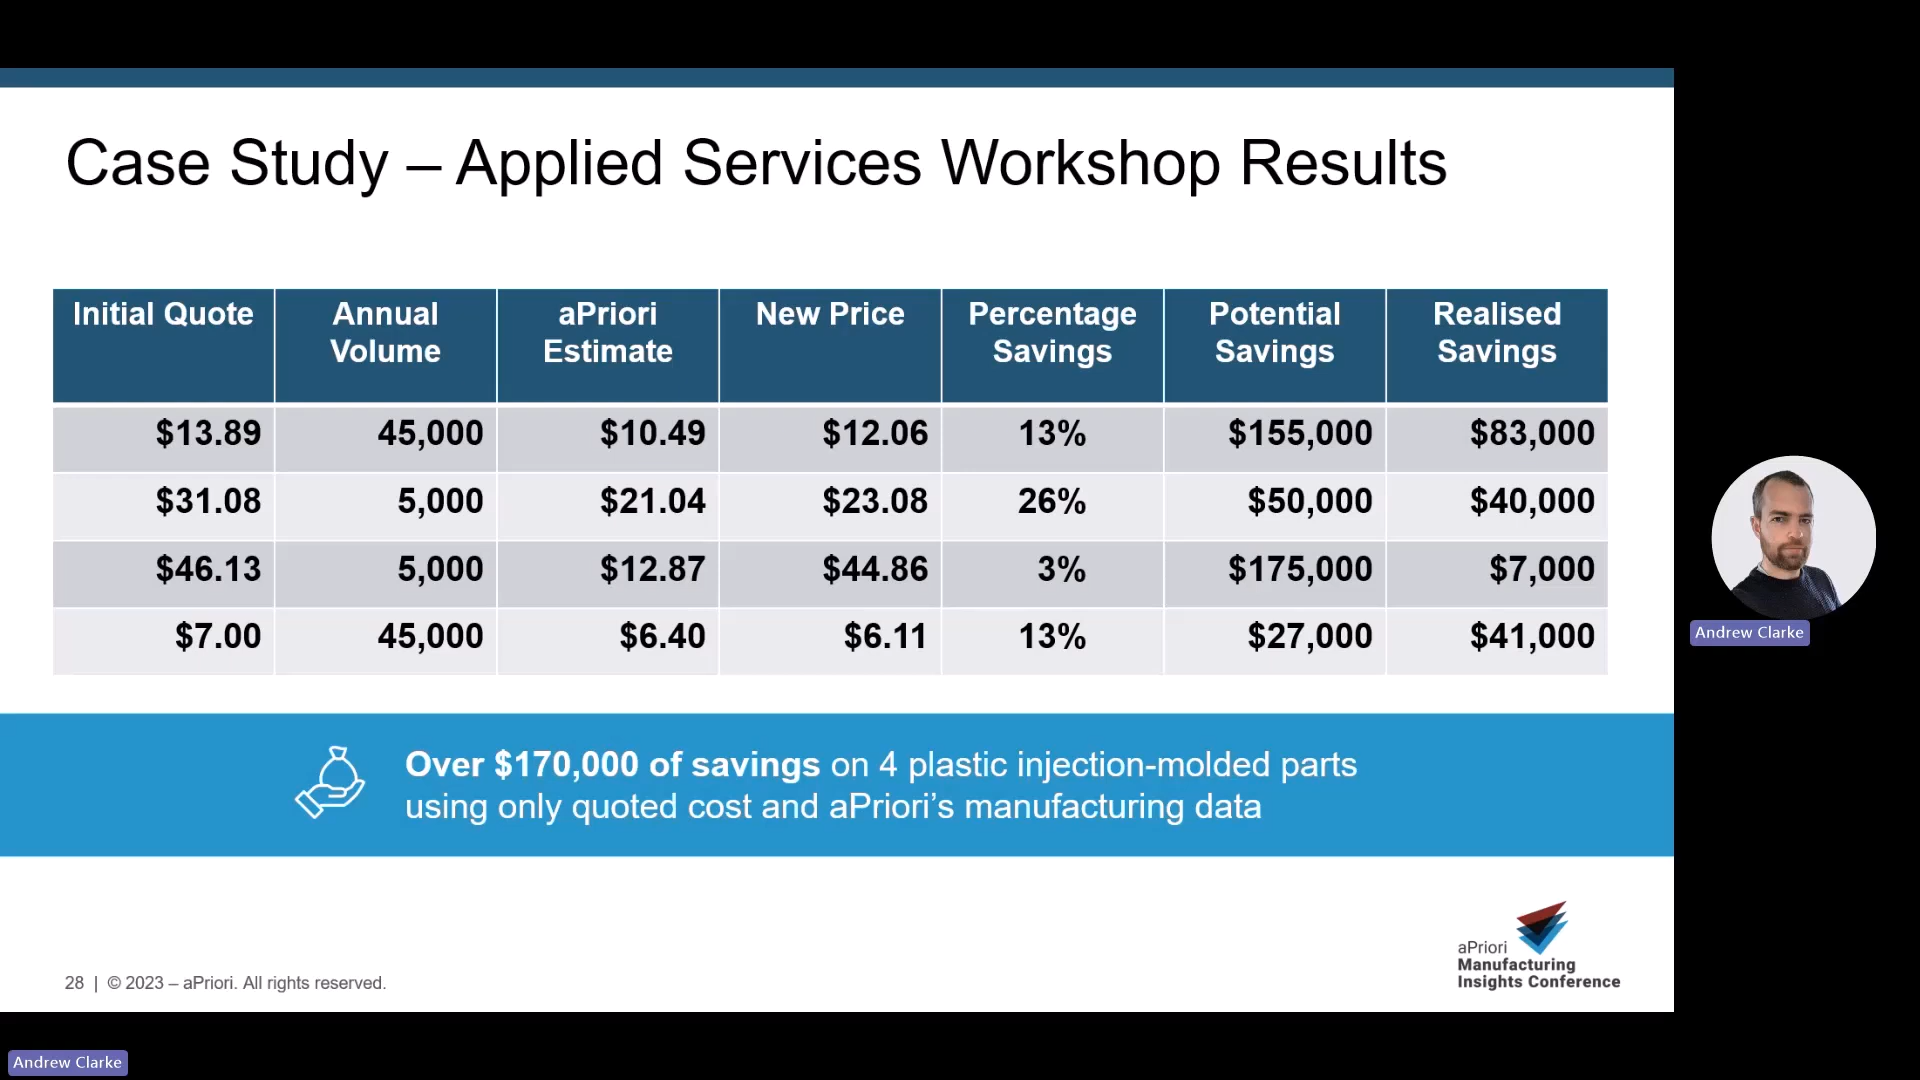 Case Study – Applied Services Workshop Results
Initial Quote Annual Volume aPriori Estimate New Price Percentage Savings Potential Savings Realised Savings
$13.89 45,000 $10.49 $12.06 13% $155,000 $83,000
$31.08 5,000 $21.04 $23.08 26% $50,000 $40,000
$46.13 5,000 $12.87 $44.86 3% $175,000 $7,000
$7.00 45,000 $6.40 $6.11 13% $27,000 $41,000
Over $170,000 of savings on 4 plastic injection-molded parts
using only quoted cost and aPriori’s manufacturing data
28 | © 2023 – aPriori. All rights reserved.
aPriori
Manufacturing
Insights Conference
Andrew Clarke
Andrew Clarke